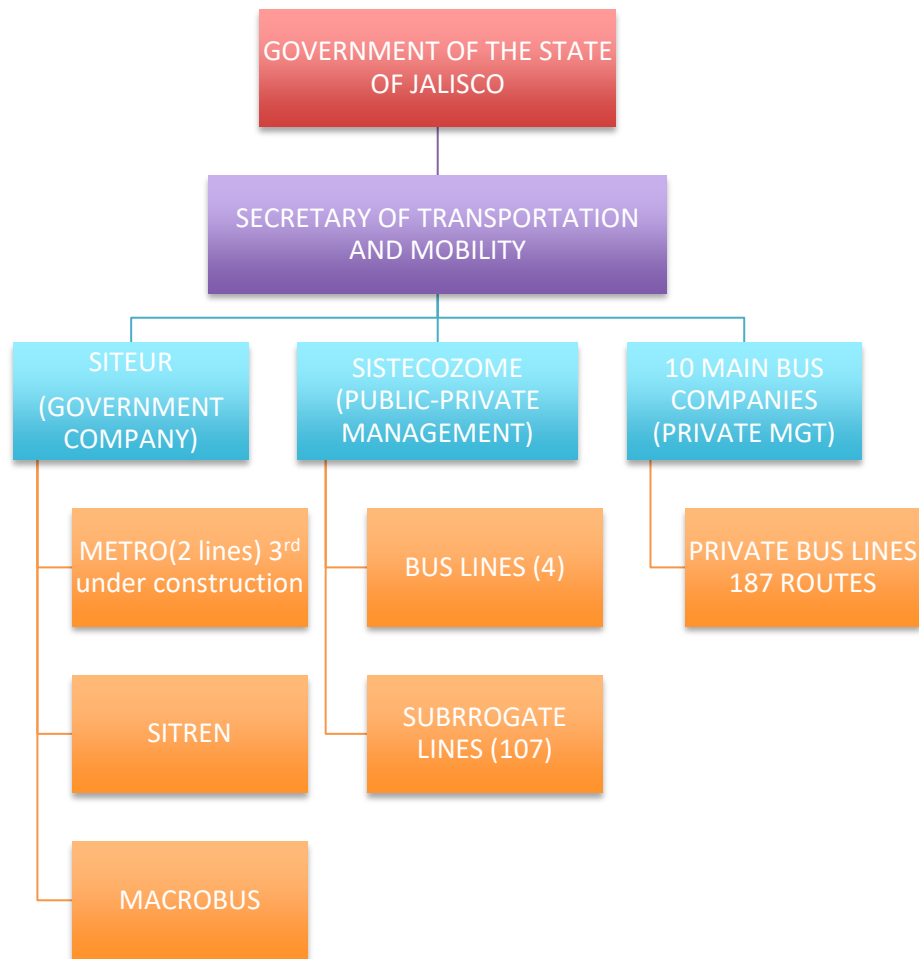 GOVERNMENT OF THE STATE
OF JALISCO
SECRETARY OF TRANSPORTATION
AND MOBILITY
SITEUR
(GOVERNMENT
COMPANY)
SISTECOZOME
(PUBLIC-PRIVATE
MANAGEMENT)
10 MAIN BUS
COMPANIES
(PRIVATE MGT)
METRO(2 lines) 3rd
under construction
BUS LINES (4)
PRIVATE BUS LINES
187 ROUTES
SITREN
SUBRROGATE
LINES (107)
MACROBUS